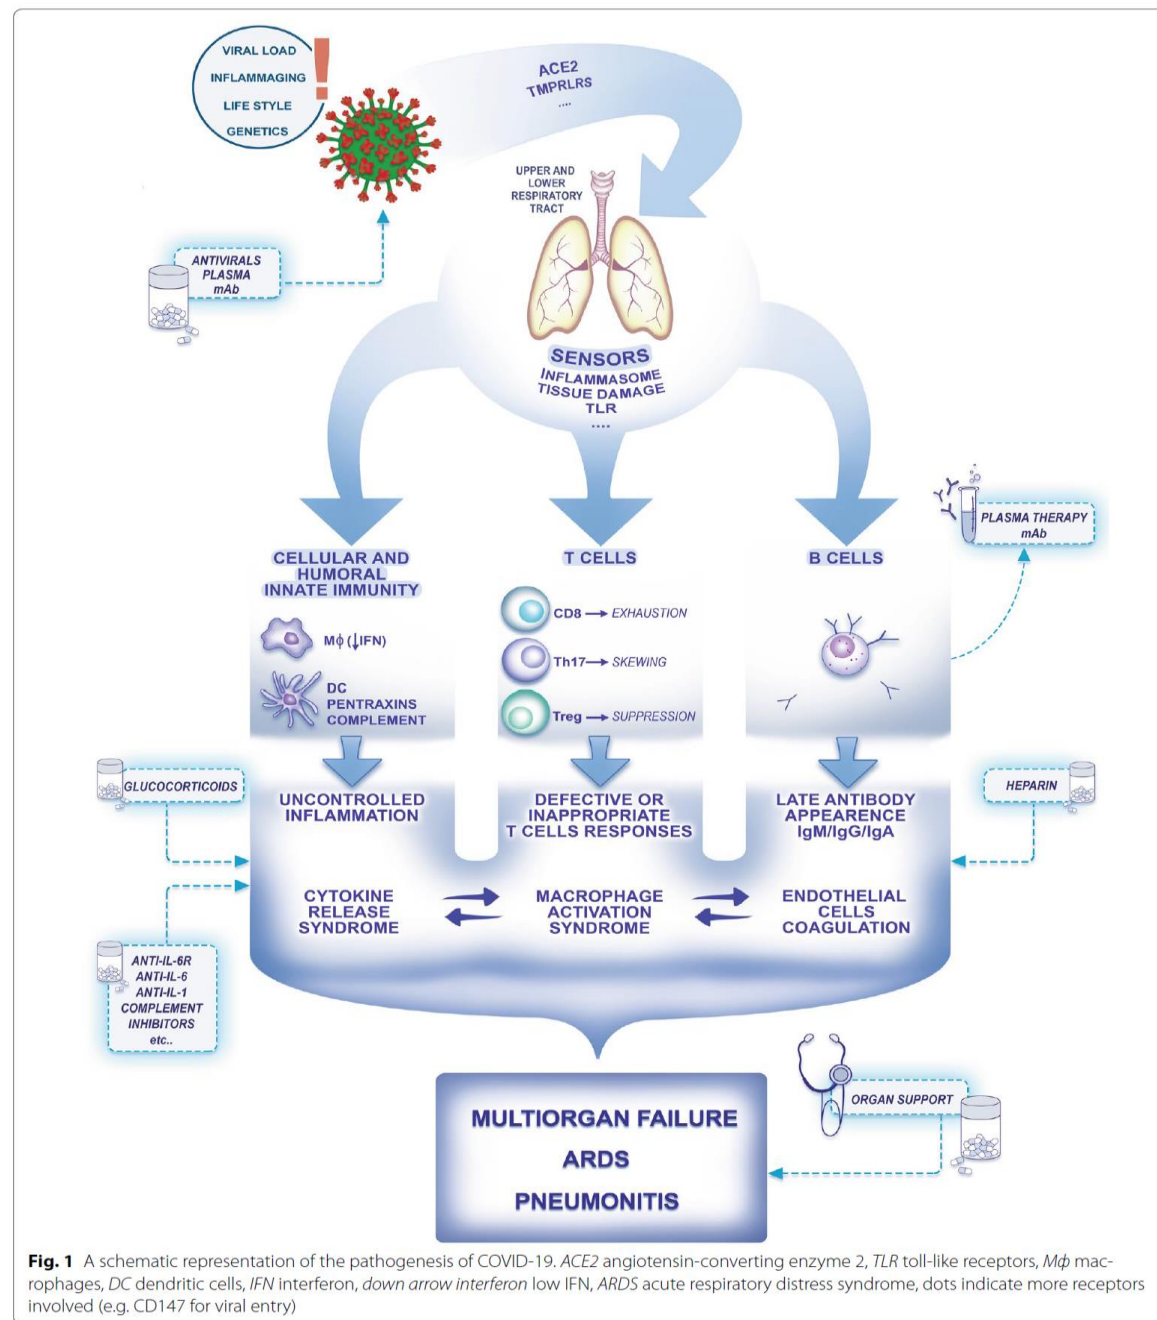 VIRAL LOAD
INFLAMMAGING
LIFE STYLE
GENETICS
!
ACE2
TMPRLRS
....
UPPER AND
LOWER
RESPIRATORY
TRACT
ANTIVIRALS
PLASMA
mAb
SENSORS
INFLAMMASOME
TISSUE DAMAGE
TLR
....
PLASMA THERAPY
mAb
CELLULAR AND
HUMORAL
INNATE IMMUNITY
Mϕ (↓IFN)
DC
PENTRAXINS
COMPLEMENT
T CELLS
CD8 → EXHAUSTION
Th17 → SKEWING
Treg → SUPPRESSION
B CELLS
GLUCOCORTICOIDS
HEPARIN
UNCONTROLLED
INFLAMMATION
DEFECTIVE OR
INAPPROPRIATE
T CELLS RESPONSES
LATE ANTIBODY
APPEARENCE
IgM/IgG/IgA
CYTOKINE
RELEASE
SYNDROME
MACROPHAGE
ACTIVATION
SYNDROME
ENDOTHELIAL
CELLS
COAGULATION
ANTI-IL-6R
ANTI-IL-6
ANTI-IL-1
COMPLEMENT
INHIBITORS
etc..
ORGAN SUPPORT
MULTIORGAN FAILURE
ARDS
PNEUMONITIS
Fig. 1 A schematic representation of the pathogenesis of COVID-19. ACE2 angiotensin-converting enzyme 2, TLR toll-like receptors, Mϕ mac-
rophages, DC dendritic cells, IFN interferon, down arrow interferon low IFN, ARDS acute respiratory distress syndrome, dots indicate more receptors
involved (e.g. CD147 for viral entry)